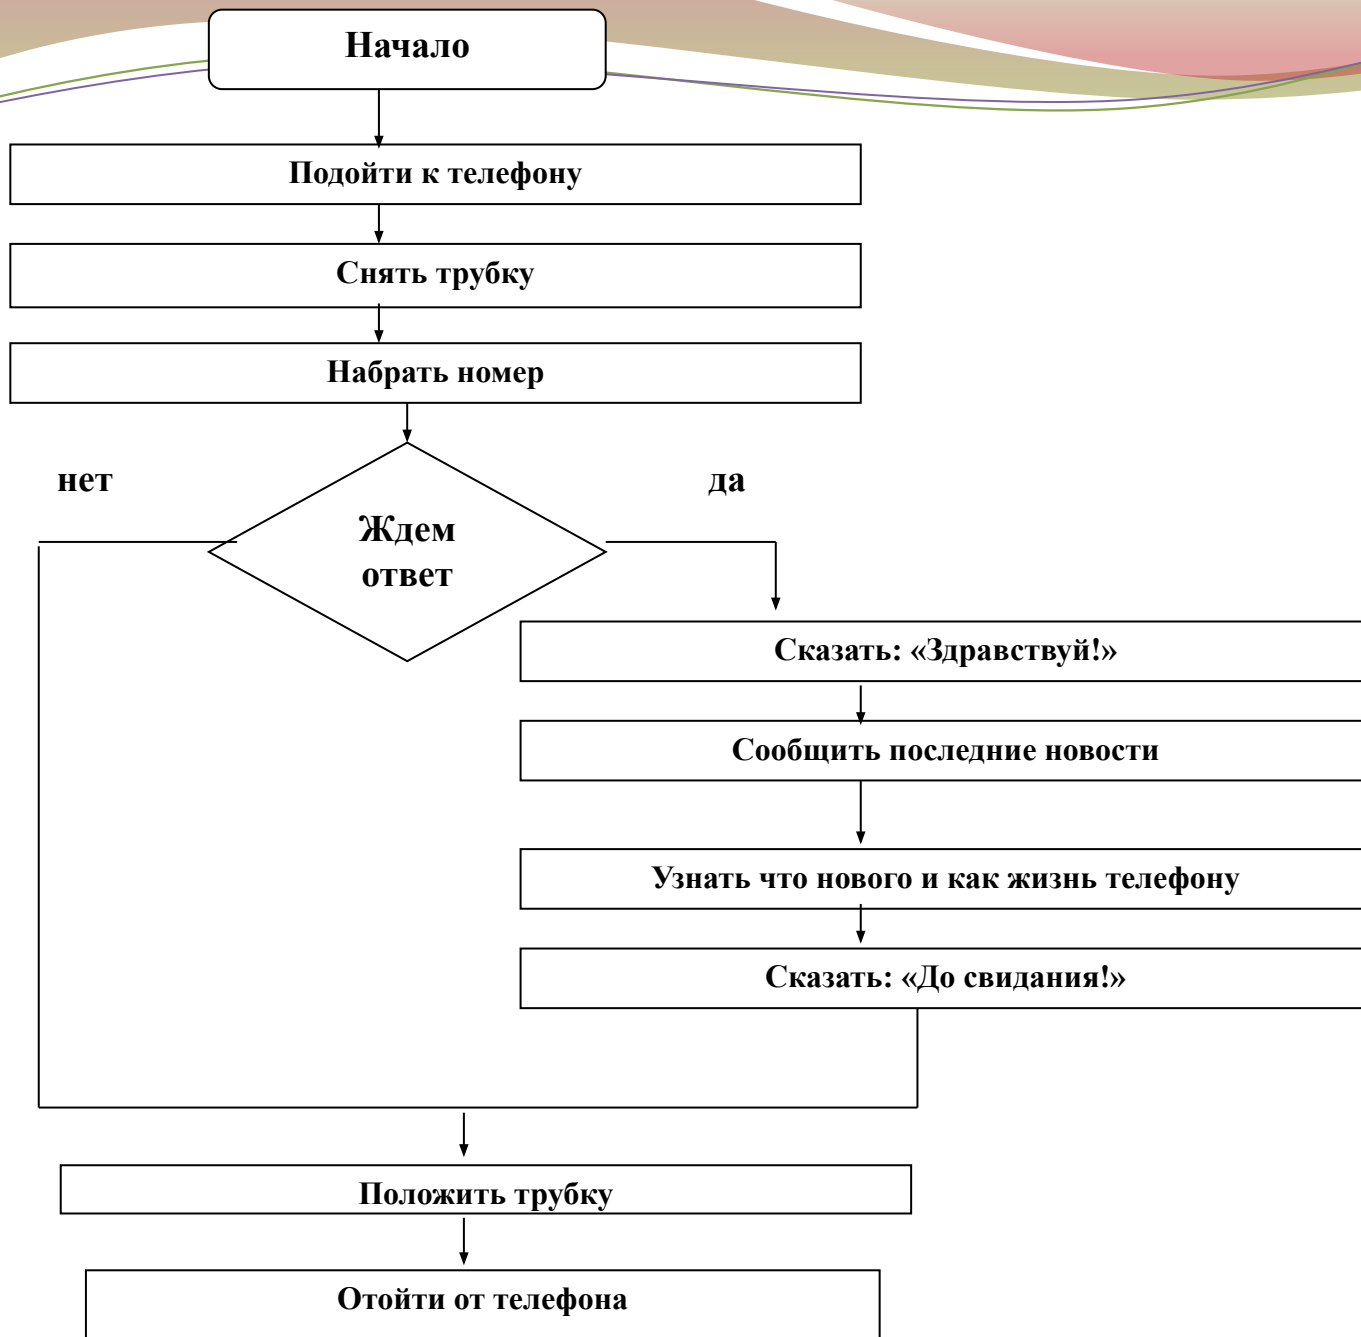 Начало
Подойти к телефону
Снять трубку
Набрать номер
нет
да
Ждем
ответ
Сказать: «Здравствуй!»
Сообщить последние новости
Узнать что нового и как жизнь телефону
Сказать: «До свидания!»
Положить трубку
Отойти от телефона